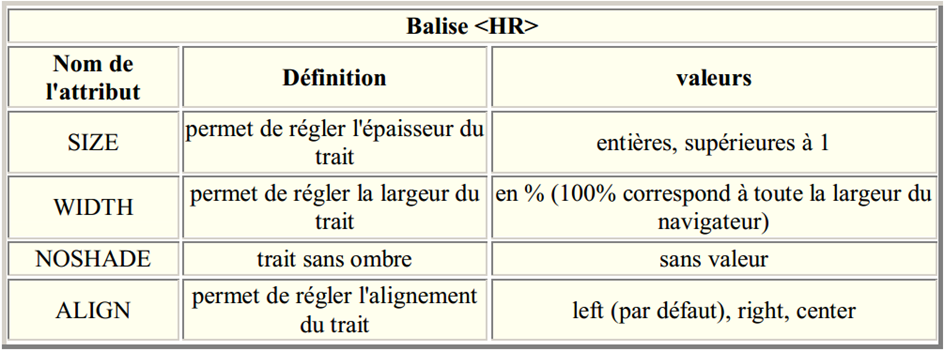 Balise <HR>
Nom de
l'attribut
Définition
valeurs
SIZE
permet de régler l'épaisseur du
trait
entières, supérieures à 1
WIDTH
permet de régler la largeur du
trait
en % (100% correspond à toute la largeur du
navigateur)
NOSHADE
trait sans ombre
sans valeur
ALIGN
permet de régler l'alignement
du trait
left (par défaut), right, center